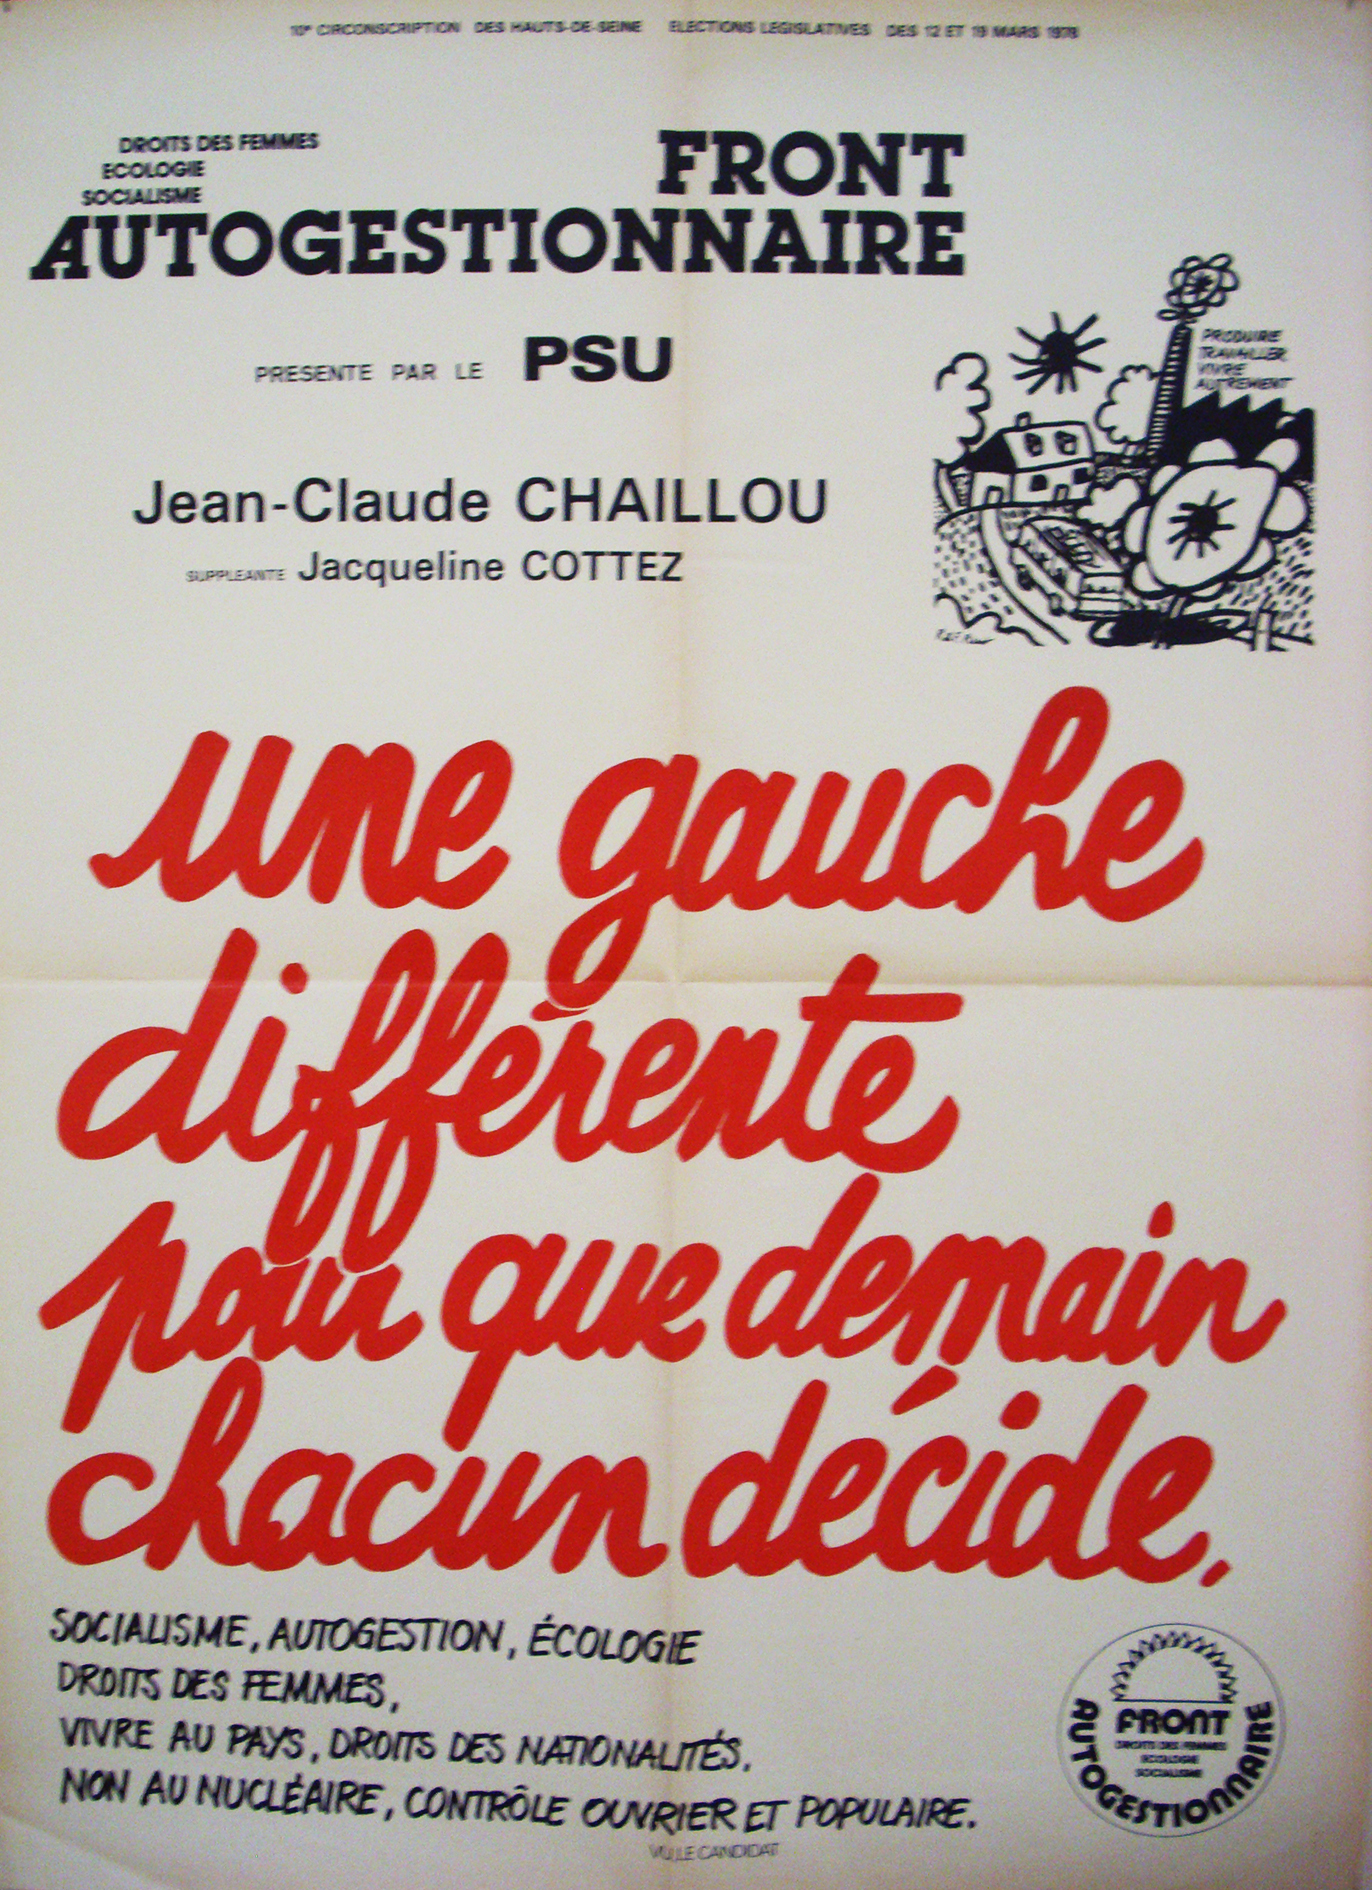 10e CIRCONSCRIPTION DES HAUTS-DE-SEINE ELECTIONS LEGISLATIVES DES 12 ET 19 MARS 1978
DROITS DES FEMMES
ECOLOGIE
SOCIALISME
FRONT
AUTOGESTIONNAIRE
PRESENTE PAR LE PSU
Jean-Claude CHAILLOU
SUPPLEANTE Jacqueline COTTEZ
PRODUIRE
TRAVAILLER
VIVRE
AUTREMENT
une gauche
différente
pour que demain
chacun décide.
SOCIALISME, AUTOGESTION, ÉCOLOGIE
DROITS DES FEMMES,
VIVRE AU PAYS, DROITS DES NATIONALITÉS.
NON AU NUCLÉAIRE, CONTRÔLE OUVRIER ET POPULAIRE.
VU, LE CANDIDAT
FRONT
DROITS DES FEMMES
ECOLOGIE
SOCIALISME
AUTOGESTIONNAIRE